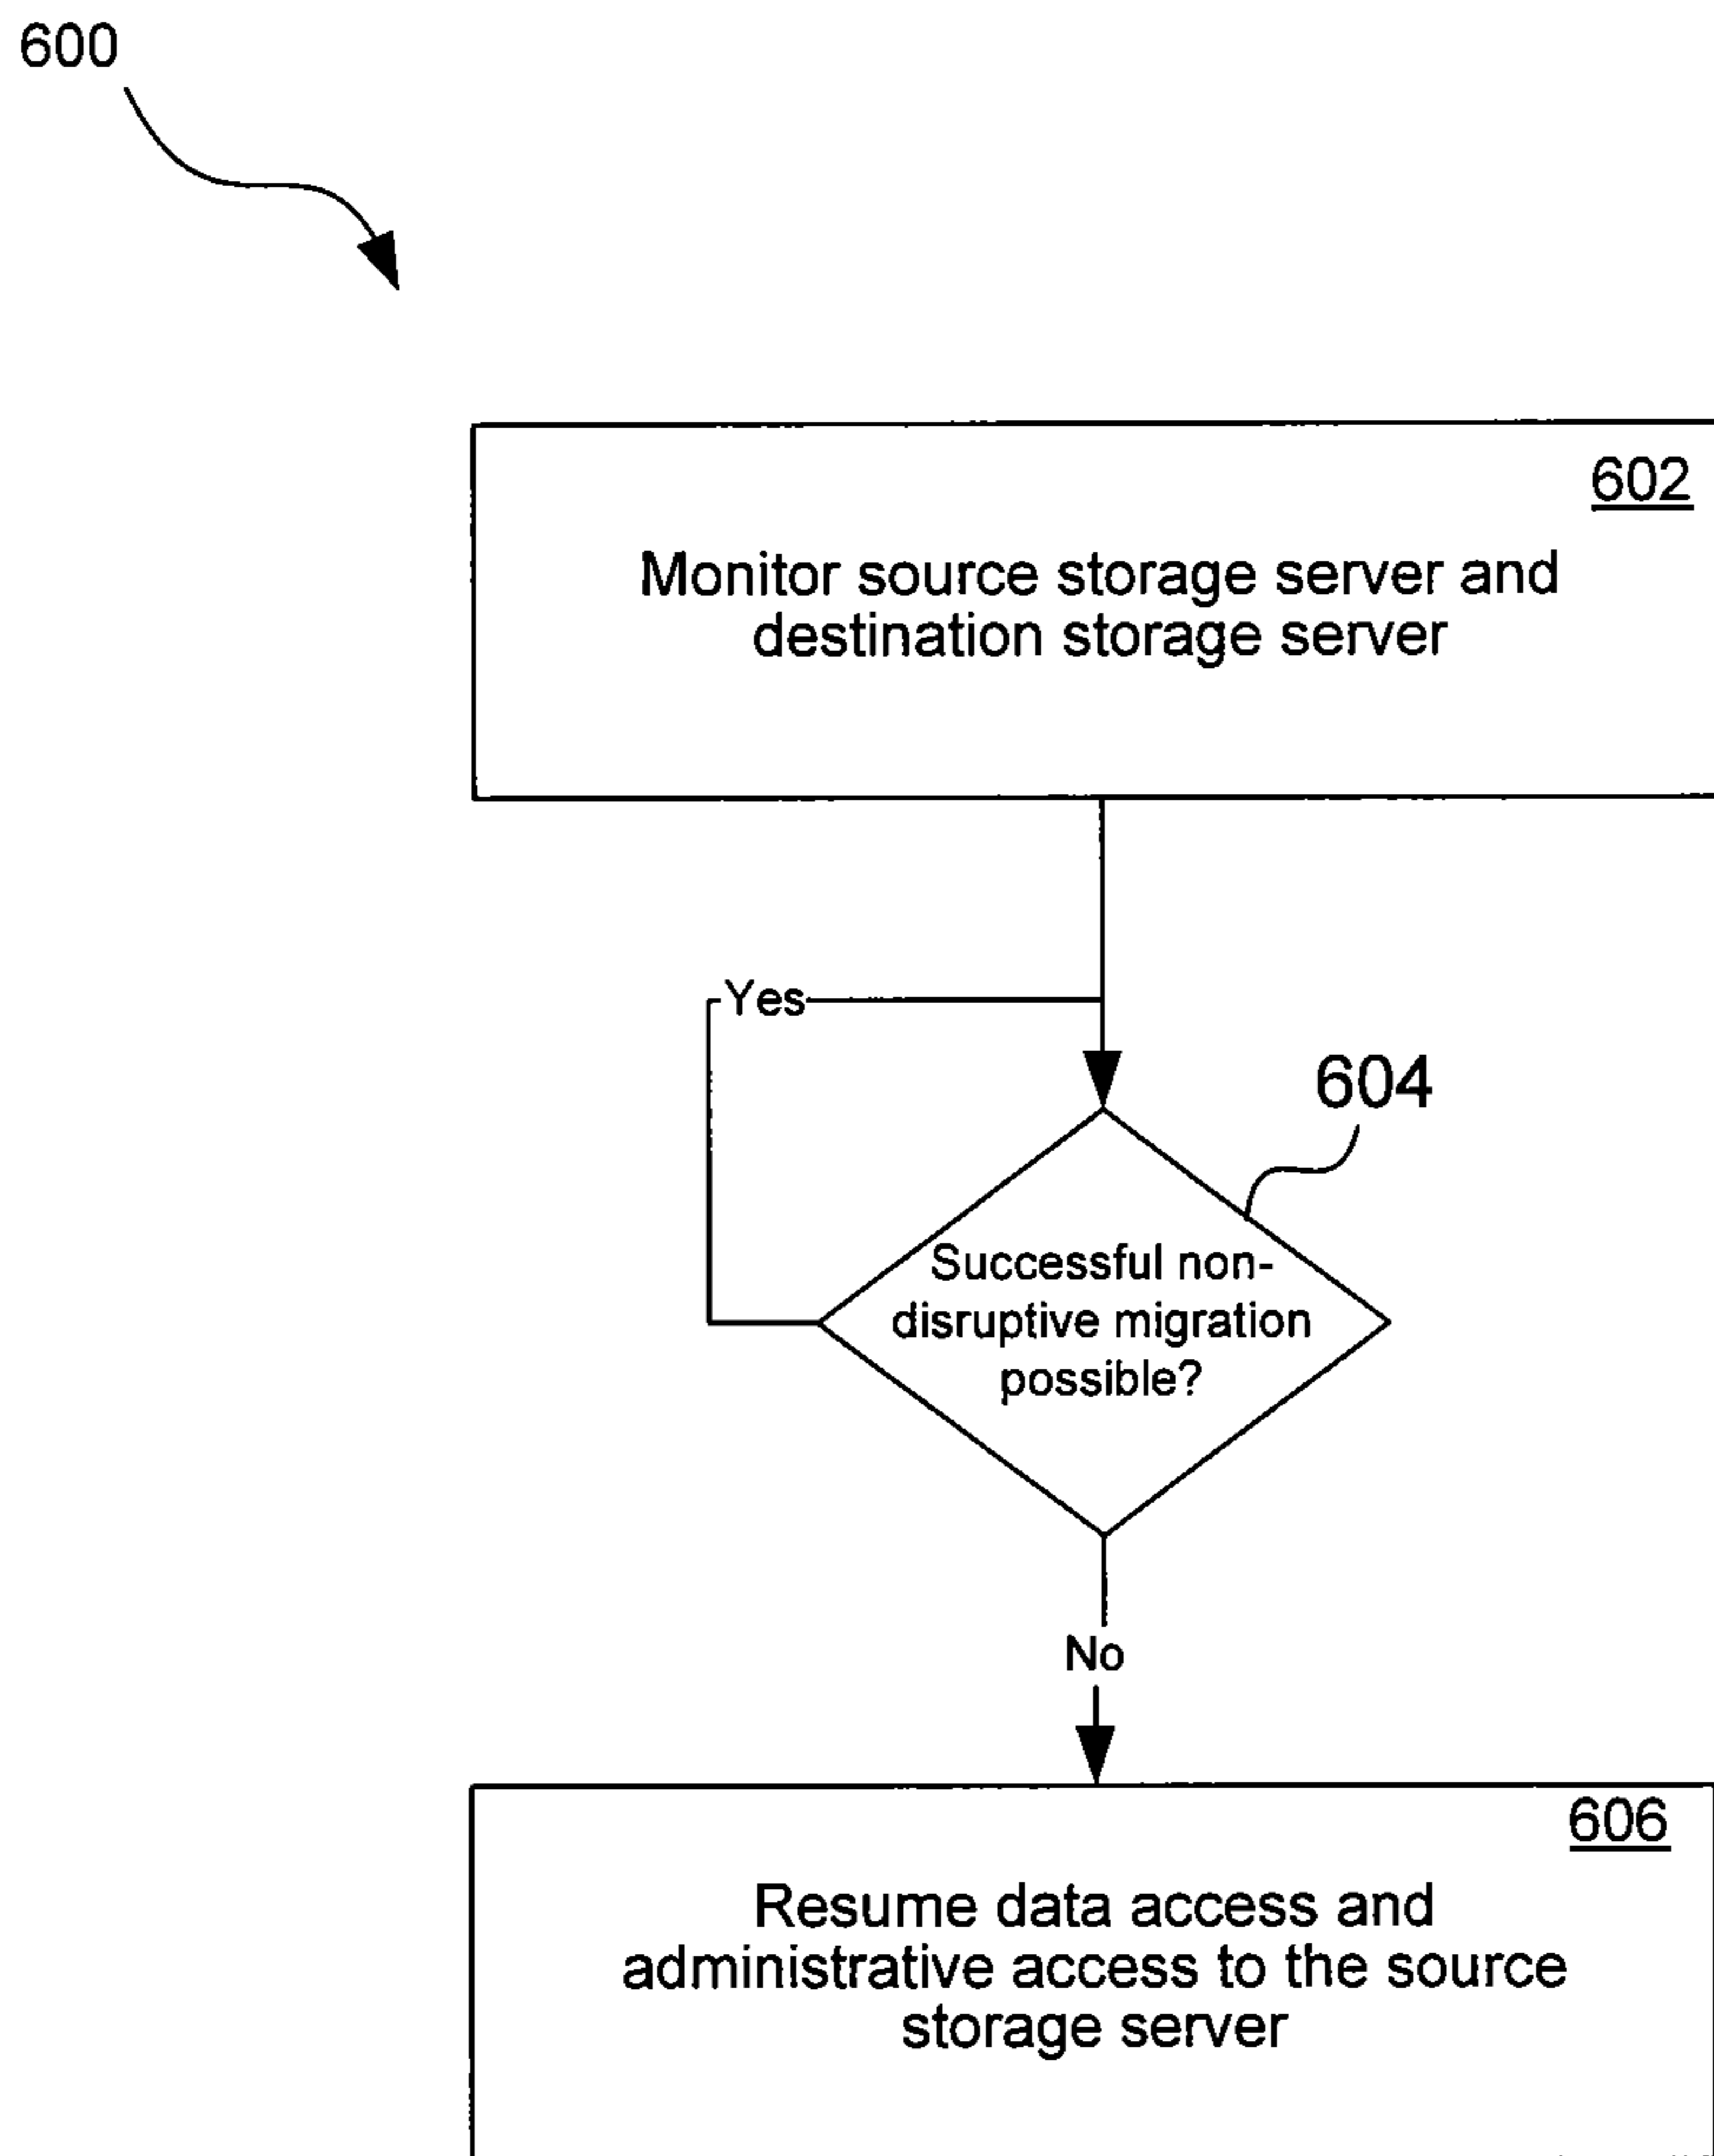 600
602
Monitor source storage server and
destination storage server
Yes
604
Successful non-
disruptive migration
possible?
No
606
Resume data access and
administrative access to the source
storage server